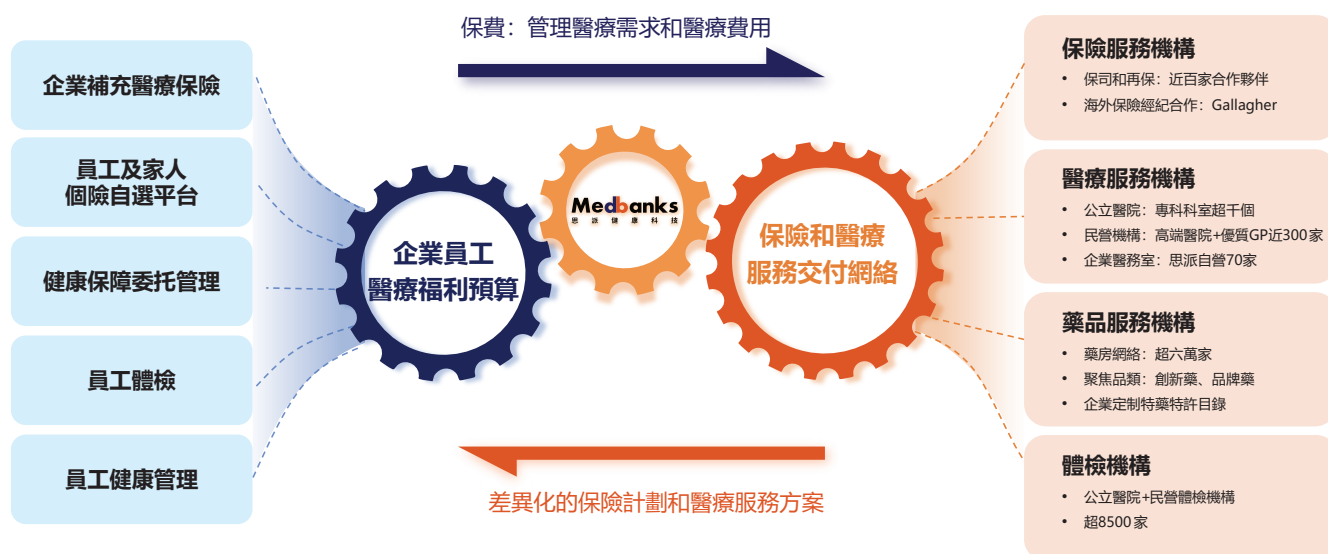 保費：管理醫療需求和醫療費用
企業補充醫療保險
員工及家人
個險自選平台
健康保障委托管理
員工體檢
員工健康管理
企業員工
醫療福利預算
Medbanks
思派健康科技
保險和醫療
服務交付網絡
差異化的保險計劃和醫療服務方案
保險服務機構
• 保司和再保：近百家合作夥伴
• 海外保險經紀合作：Gallagher
醫療服務機構
• 公立醫院：專科科室超千個
• 民營機構：高端醫院+優質GP近300家
• 企業醫務室：思派自營70家
藥品服務機構
• 藥房網絡：超六萬家
• 聚焦品類：創新藥、品牌藥
• 企業定制特藥特許目錄
體檢機構
• 公立醫院+民營體檢機構
• 超8500家